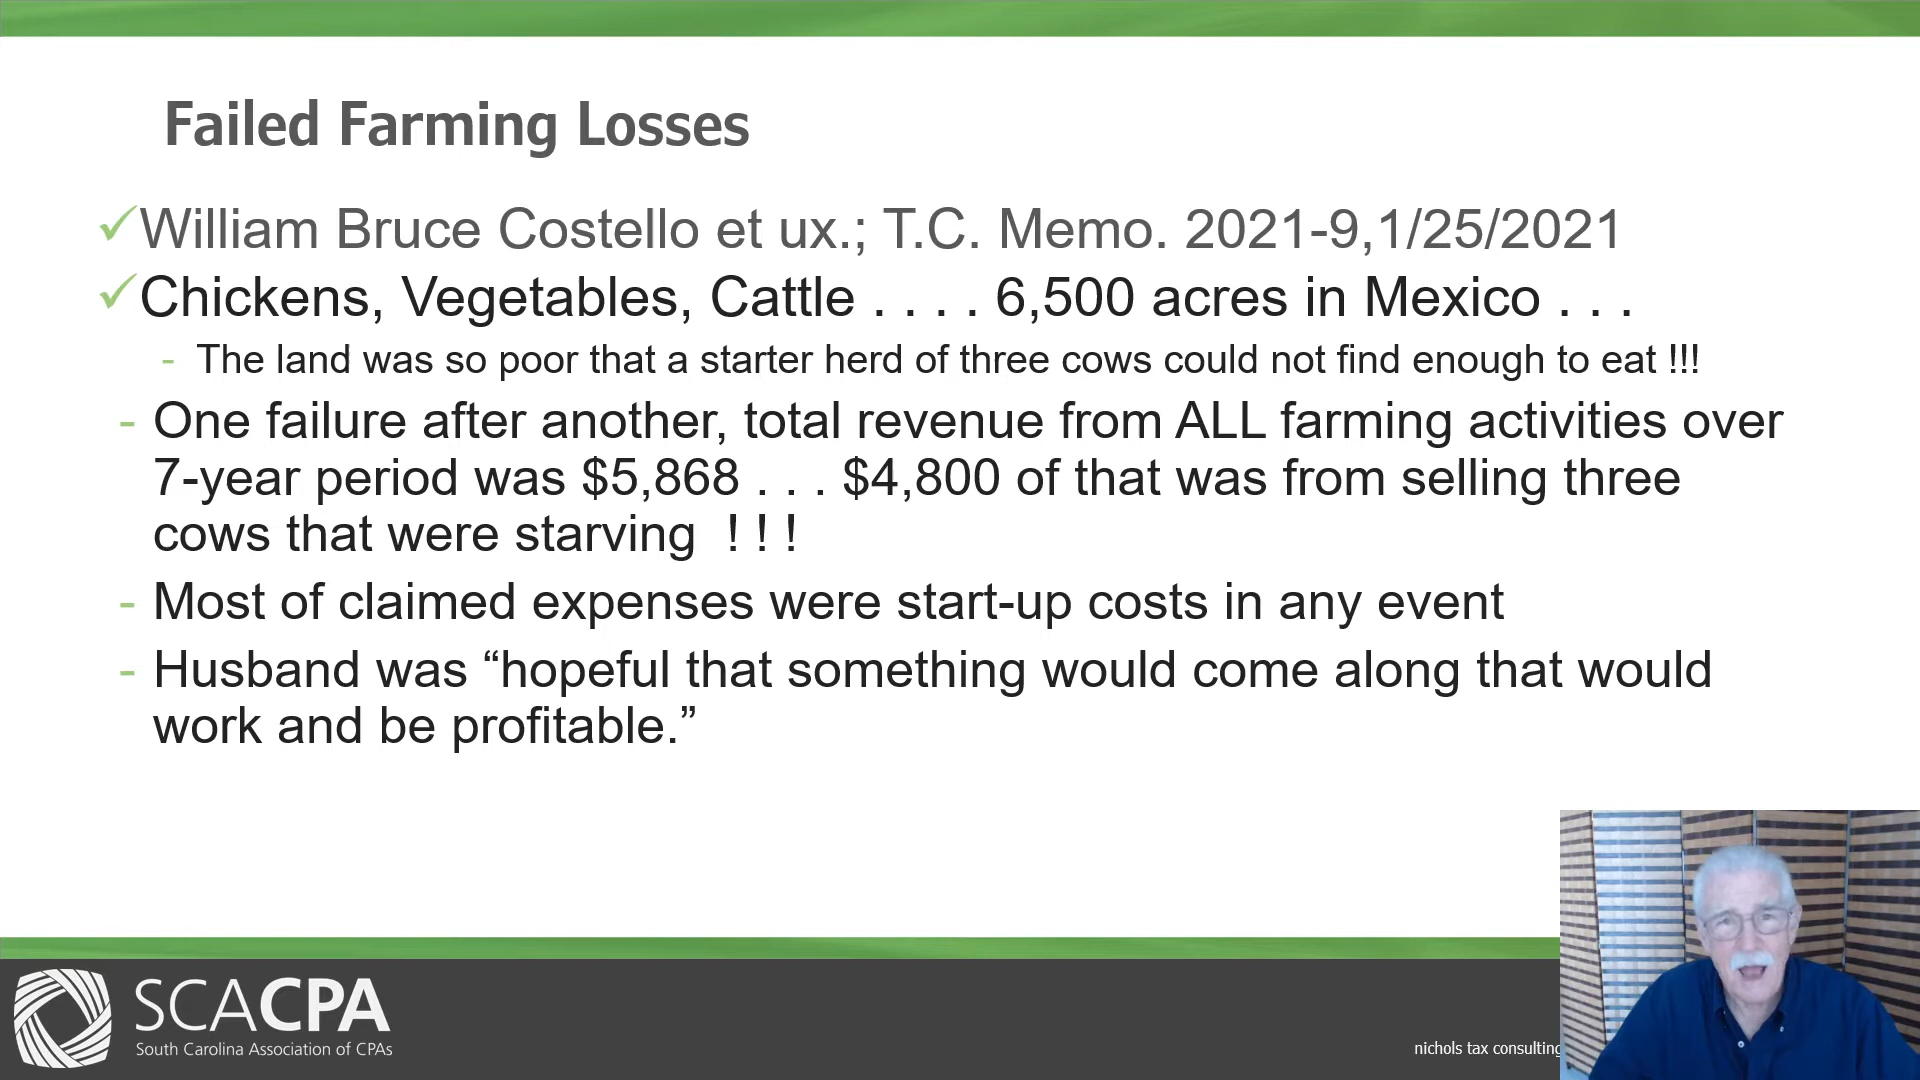 Failed Farming Losses
William Bruce Costello et ux.; T.C. Memo. 2021-9,1/25/2021
Chickens, Vegetables, Cattle . . . . 6,500 acres in Mexico . . .
- The land was so poor that a starter herd of three cows could not find enough to eat !!!
- One failure after another, total revenue from ALL farming activities over
7-year period was $5,868 . . . $4,800 of that was from selling three
cows that were starving ! ! !
- Most of claimed expenses were start-up costs in any event
- Husband was “hopeful that something would come along that would
work and be profitable.”
SCACPA
South Carolina Association of CPAs
nichols tax consulting